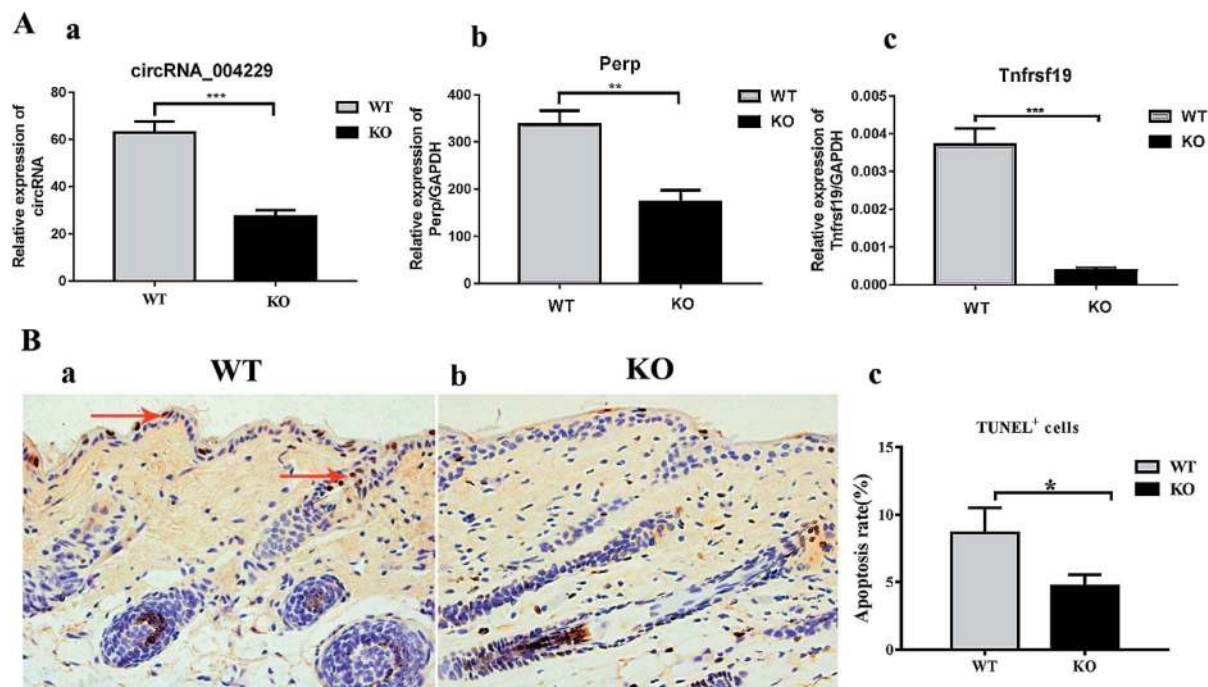 A
a
circRNA_004229
Relative expression of
circRNA
80
60
40
20
0
***
WT
KO
WT
KO
b
Perp
Relative expression of
Perp/GAPDH
400
300
200
100
0
**
WT
KO
WT
KO
c
Tnfrsf19
Relative expression of
Tnfrsf19/GAPDH
0.005
0.004
0.003
0.002
0.001
0.000
***
WT
KO
WT
KO
B
a
WT
b
KO
c
TUNEL+ cells
Apoptosis rate(%)
15
10
5
0
*
WT
KO
WT
KO